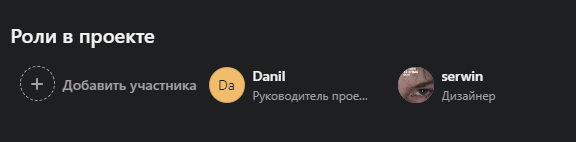 Роли в проекте
Добавить участника
Da
Danil
Руководитель прое...
serwin
Дизайнер